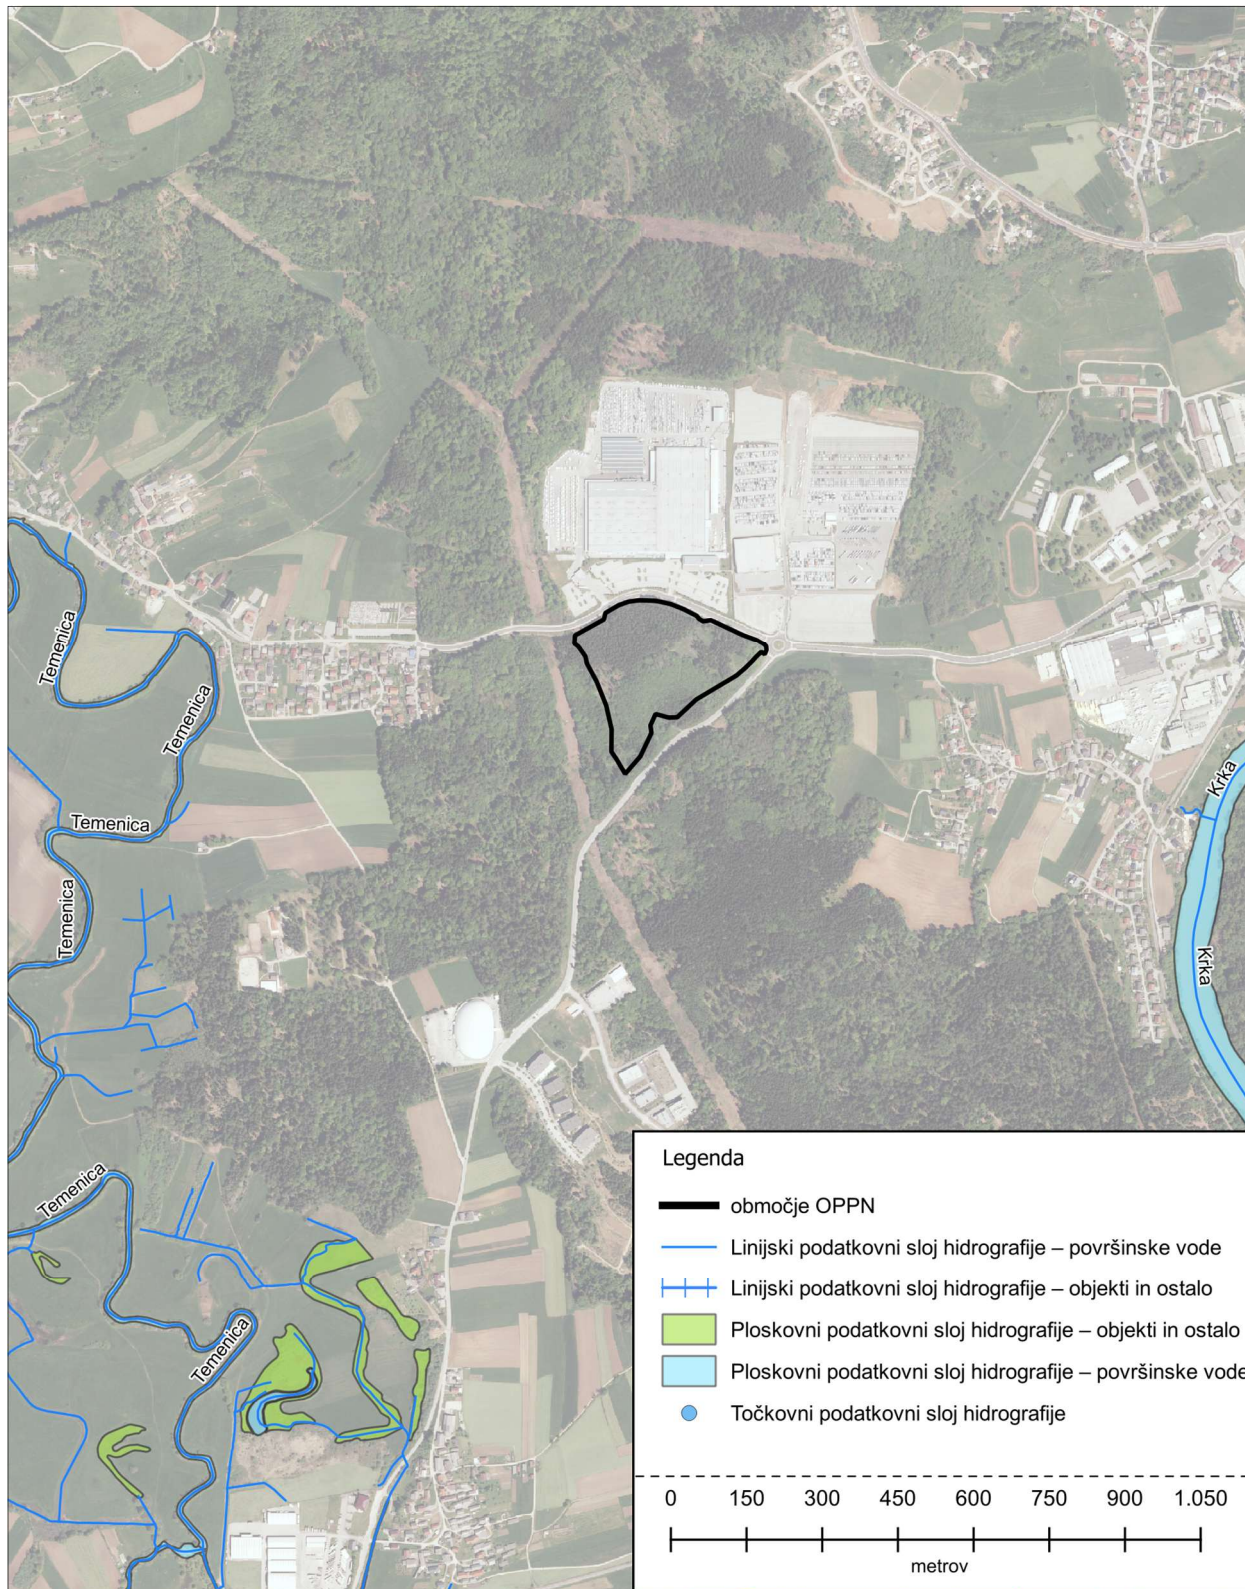 Temenica
Temenica
Temenica
Temenica
Krka
Krka
Temenica
Temenica
Legenda
območje OPPN
Linijski podatkovni sloj hidrografije – površinske vode
Linijski podatkovni sloj hidrografije – objekti in ostalo
Ploskovni podatkovni sloj hidrografije – objekti in ostalo
Ploskovni podatkovni sloj hidrografije – površinske vode
Točkovni podatkovni sloj hidrografije
0 150 300 450 600 750 900 1.050
metrov